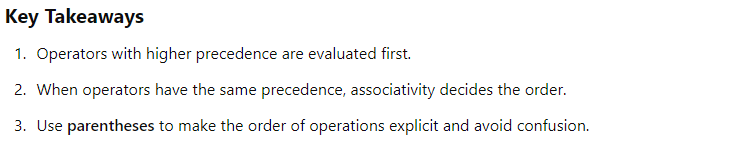 Key Takeaways
1. Operators with higher precedence are evaluated first.
2. When operators have the same precedence, associativity decides the order.
3. Use parentheses to make the order of operations explicit and avoid confusion.